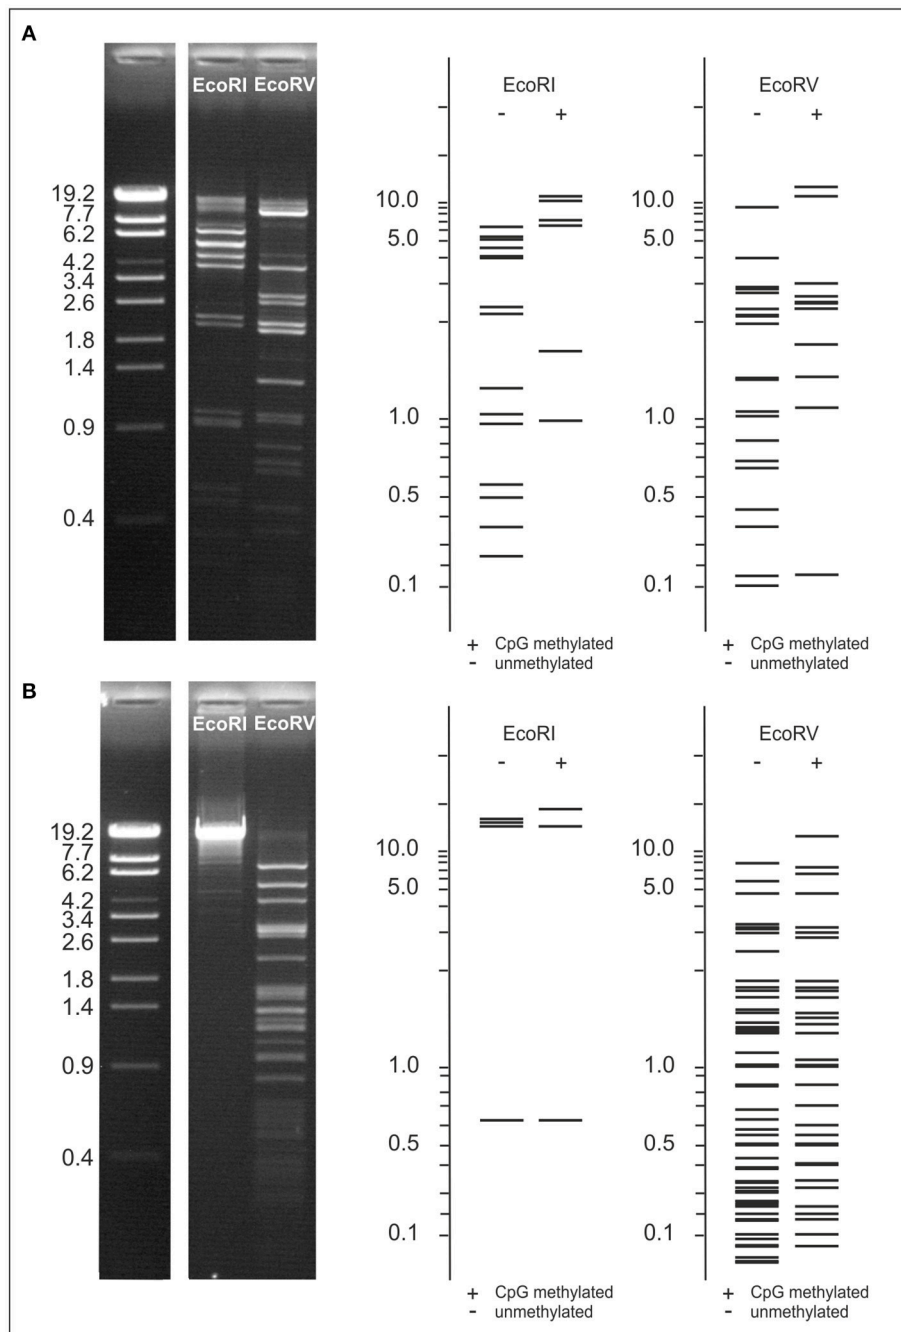 A
EcoRI EcoRV
19.2
7.7
6.2
4.2
3.4
2.6
1.8
1.4
0.9
0.4
EcoRI
- +
10.0
5.0
1.0
0.5
0.1
+ CpG methylated
- unmethylated
EcoRV
- +
10.0
5.0
1.0
0.5
0.1
+ CpG methylated
- unmethylated
B
EcoRI EcoRV
19.2
7.7
6.2
4.2
3.4
2.6
1.8
1.4
0.9
0.4
EcoRI
- +
10.0
5.0
1.0
0.5
0.1
+ CpG methylated
- unmethylated
EcoRV
- +
10.0
5.0
1.0
0.5
0.1
+ CpG methylated
- unmethylated